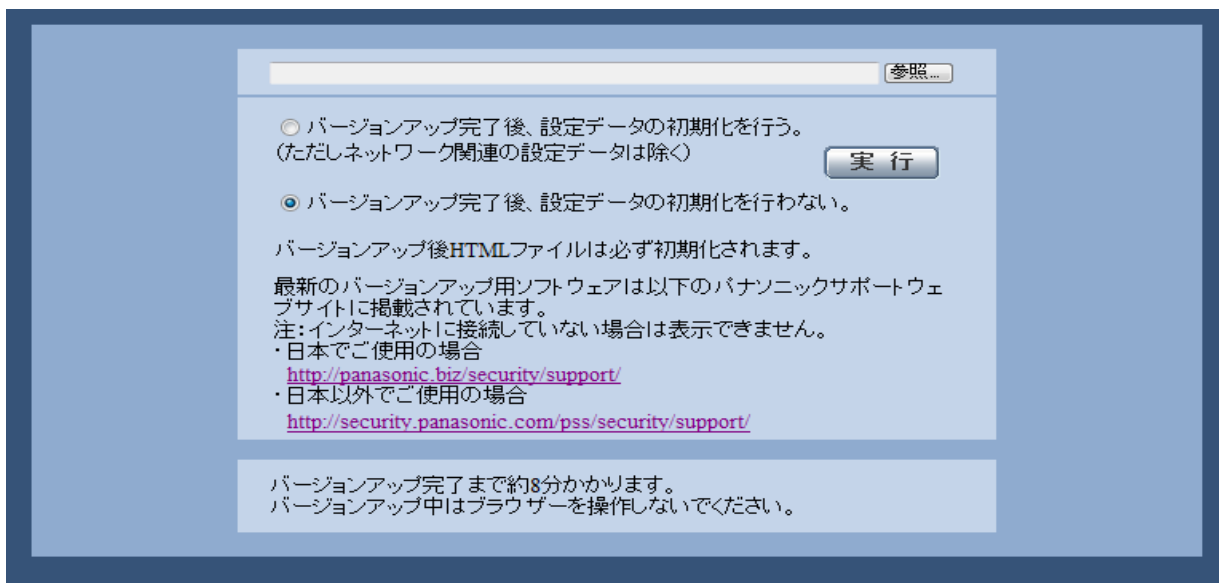 参照...
バージョンアップ完了後、設定データの初期化を行う。
(ただしネットワーク関連の設定データは除く)
実 行
バージョンアップ完了後、設定データの初期化を行わない。
バージョンアップ後HTMLファイルは必ず初期化されます。
最新のバージョンアップ用ソフトウェアは以下のパナソニックサポートウェ
ブサイトに掲載されています。
注:インターネットに接続していない場合は表示できません。
・日本でご使用の場合
http://panasonic.biz/security/support/
・日本以外でご使用の場合
http://security.panasonic.com/pss/security/support/
バージョンアップ完了まで約8分かかります。
バージョンアップ中はブラウザーを操作しないでください。